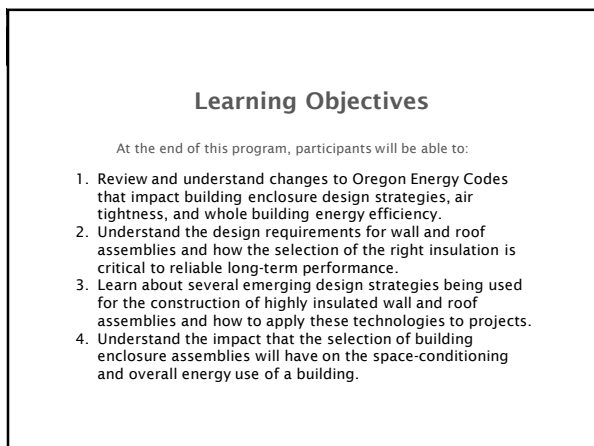 Learning Objectives
At the end of this program, participants will be able to:
1. Review and understand changes to Oregon Energy Codes
that impact building enclosure design strategies, air
tightness, and whole building energy efficiency.
2. Understand the design requirements for wall and roof
assemblies and how the selection of the right insulation is
critical to reliable long-term performance.
3. Learn about several emerging design strategies being used
for the construction of highly insulated wall and roof
assemblies and how to apply these technologies to projects.
4. Understand the impact that the selection of building
enclosure assemblies will have on the space-conditioning
and overall energy use of a building.